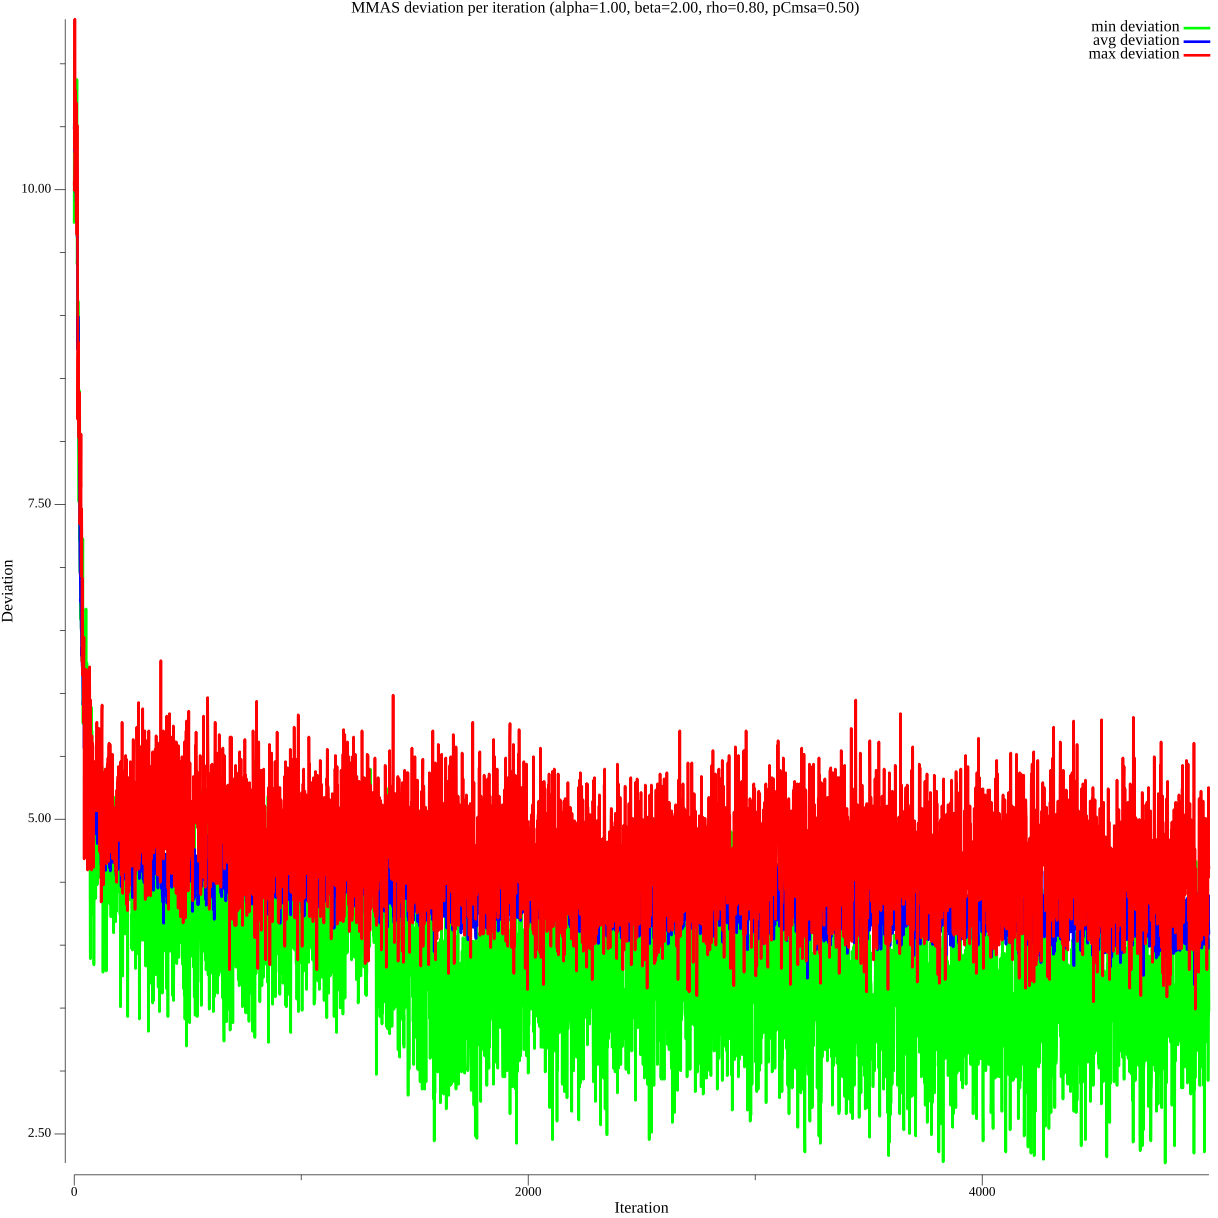 MMAS deviation per iteration (alpha=1.00, beta=2.00, rho=0.80, pCmsa=0.50)
min deviation
avg deviation
max deviation
10.00
7.50
5.00
2.50
Deviation
0
2000
4000
Iteration